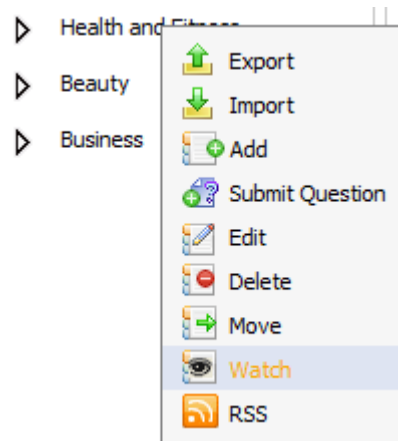 Health and Fitness
Beauty
Business
Export
Import
Add
Submit Question
Edit
Delete
Move
Watch
RSS